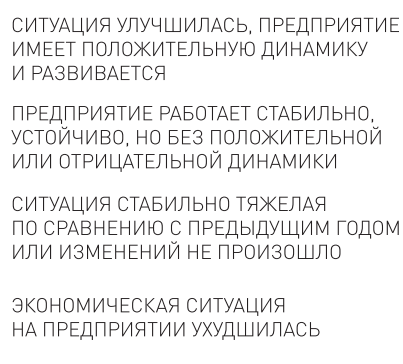 СИТУАЦИЯ УЛУЧШИЛАСЬ, ПРЕДПРИЯТИЕ
ИМЕЕТ ПОЛОЖИТЕЛЬНУЮ ДИНАМИКУ
И РАЗВИВАЕТСЯ
ПРЕДПРИЯТИЕ РАБОТАЕТ СТАБИЛЬНО,
УСТОЙЧИВО, НО БЕЗ ПОЛОЖИТЕЛЬНОЙ
ИЛИ ОТРИЦАТЕЛЬНОЙ ДИНАМИКИ
СИТУАЦИЯ СТАБИЛЬНО ТЯЖЕЛАЯ
ПО СРАВНЕНИЮ С ПРЕДЫДУЩИМ ГОДОМ
ИЛИ ИЗМЕНЕНИЙ НЕ ПРОИЗОШЛО
ЭКОНОМИЧЕСКАЯ СИТУАЦИЯ
НА ПРЕДПРИЯТИИ УХУДШИЛАСЬ